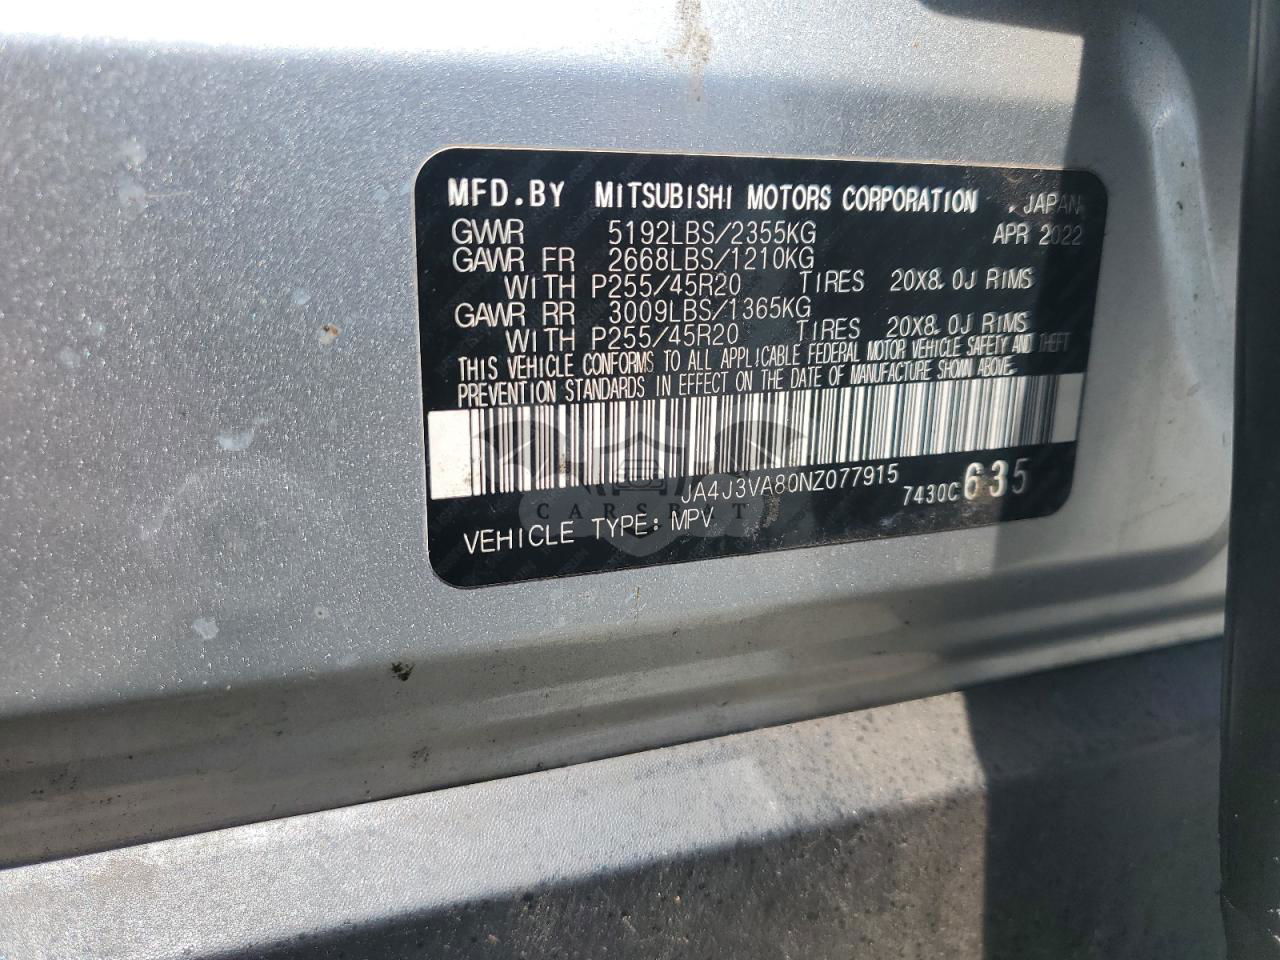 MFD.BY MITSUBISHI MOTORS CORPORATION , JAPAN
GVWR 5192LBS/2355KG APR 2022
GAWR FR 2668LBS/1210KG
WITH P255/45R20 TIRES 20X8.0J RIMS
GAWR RR 3009LBS/1365KG
WITH P255/45R20 TIRES 20X8.0J RIMS
THIS VEHICLE CONFORMS TO ALL APPLICABLE FEDERAL MOTOR VEHICLE SAFETY AND THEFT
PREVENTION STANDARDS IN EFFECT ON THE DATE OF MANUFACTURE SHOWN ABOVE.
JA4J3VA80NZ077915 7430C 635
CARSBIT
VEHICLE TYPE: MPV